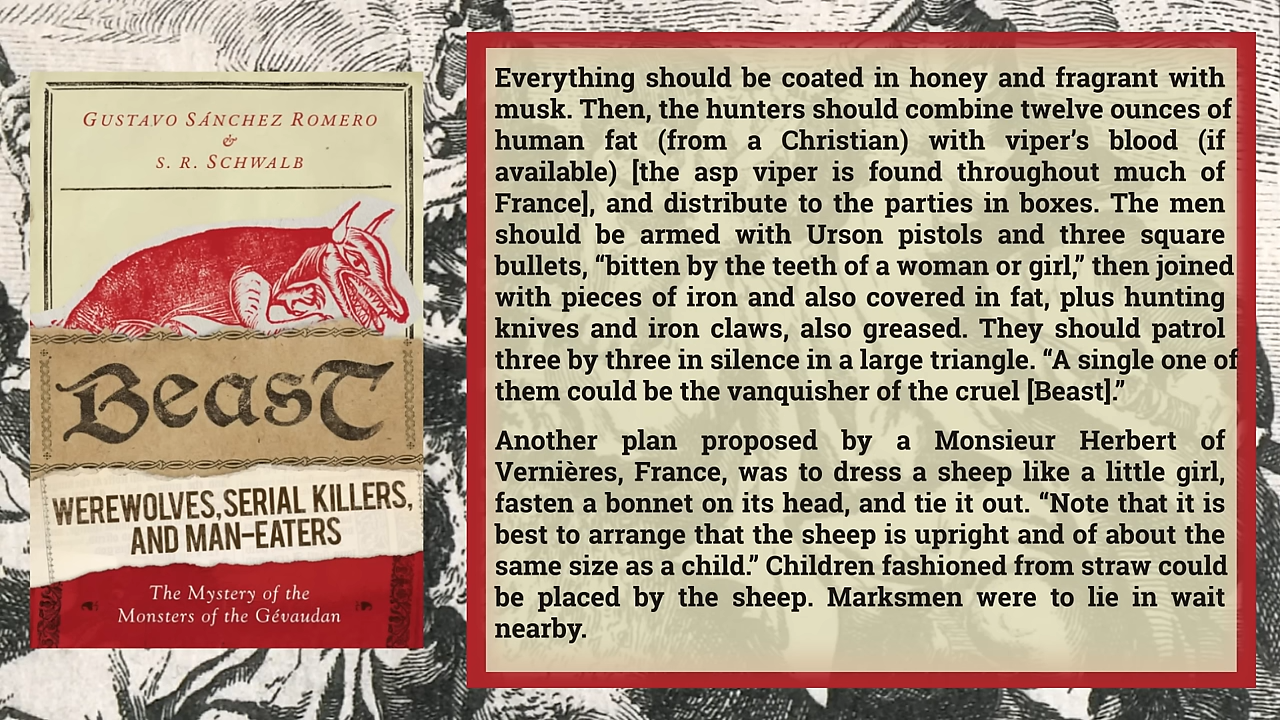 GUSTAVO SÁNCHEZ ROMERO
&
S. R. SCHWALB
Beast
WEREWOLVES, SERIAL KILLERS,
AND MAN-EATERS
The Mystery of the
Monsters of the Gévaudan
Everything should be coated in honey and fragrant with
musk. Then, the hunters should combine twelve ounces of
human fat (from a Christian) with viper’s blood (if
available) [the asp viper is found throughout much of
France], and distribute to the parties in boxes. The men
should be armed with Urson pistols and three square
bullets, “bitten by the teeth of a woman or girl,” then joined
with pieces of iron and also covered in fat, plus hunting
knives and iron claws, also greased. They should patrol
three by three in silence in a large triangle. “A single one of
them could be the vanquisher of the cruel [Beast].”
Another plan proposed by a Monsieur Herbert of
Vernières, France, was to dress a sheep like a little girl,
fasten a bonnet on its head, and tie it out. “Note that it is
best to arrange that the sheep is upright and of about the
same size as a child.” Children fashioned from straw could
be placed by the sheep. Marksmen were to lie in wait
nearby.